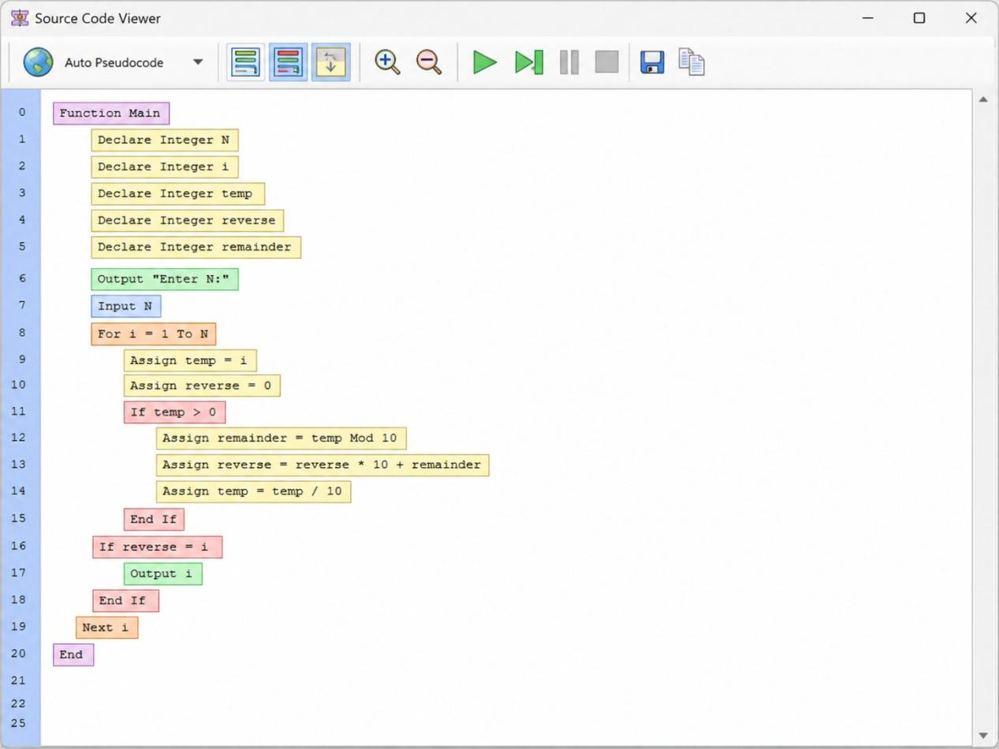 Source Code Viewer
Auto Pseudocode
0 Function Main
1 Declare Integer N
2 Declare Integer i
3 Declare Integer temp
4 Declare Integer reverse
5 Declare Integer remainder
6 Output "Enter N:"
7 Input N
8 For i = 1 To N
9 Assign temp = i
10 Assign reverse = 0
11 If temp > 0
12 Assign remainder = temp Mod 10
13 Assign reverse = reverse * 10 + remainder
14 Assign temp = temp / 10
15 End If
16 If reverse = i
17 Output i
18 End If
19 Next i
20 End
21
22
25